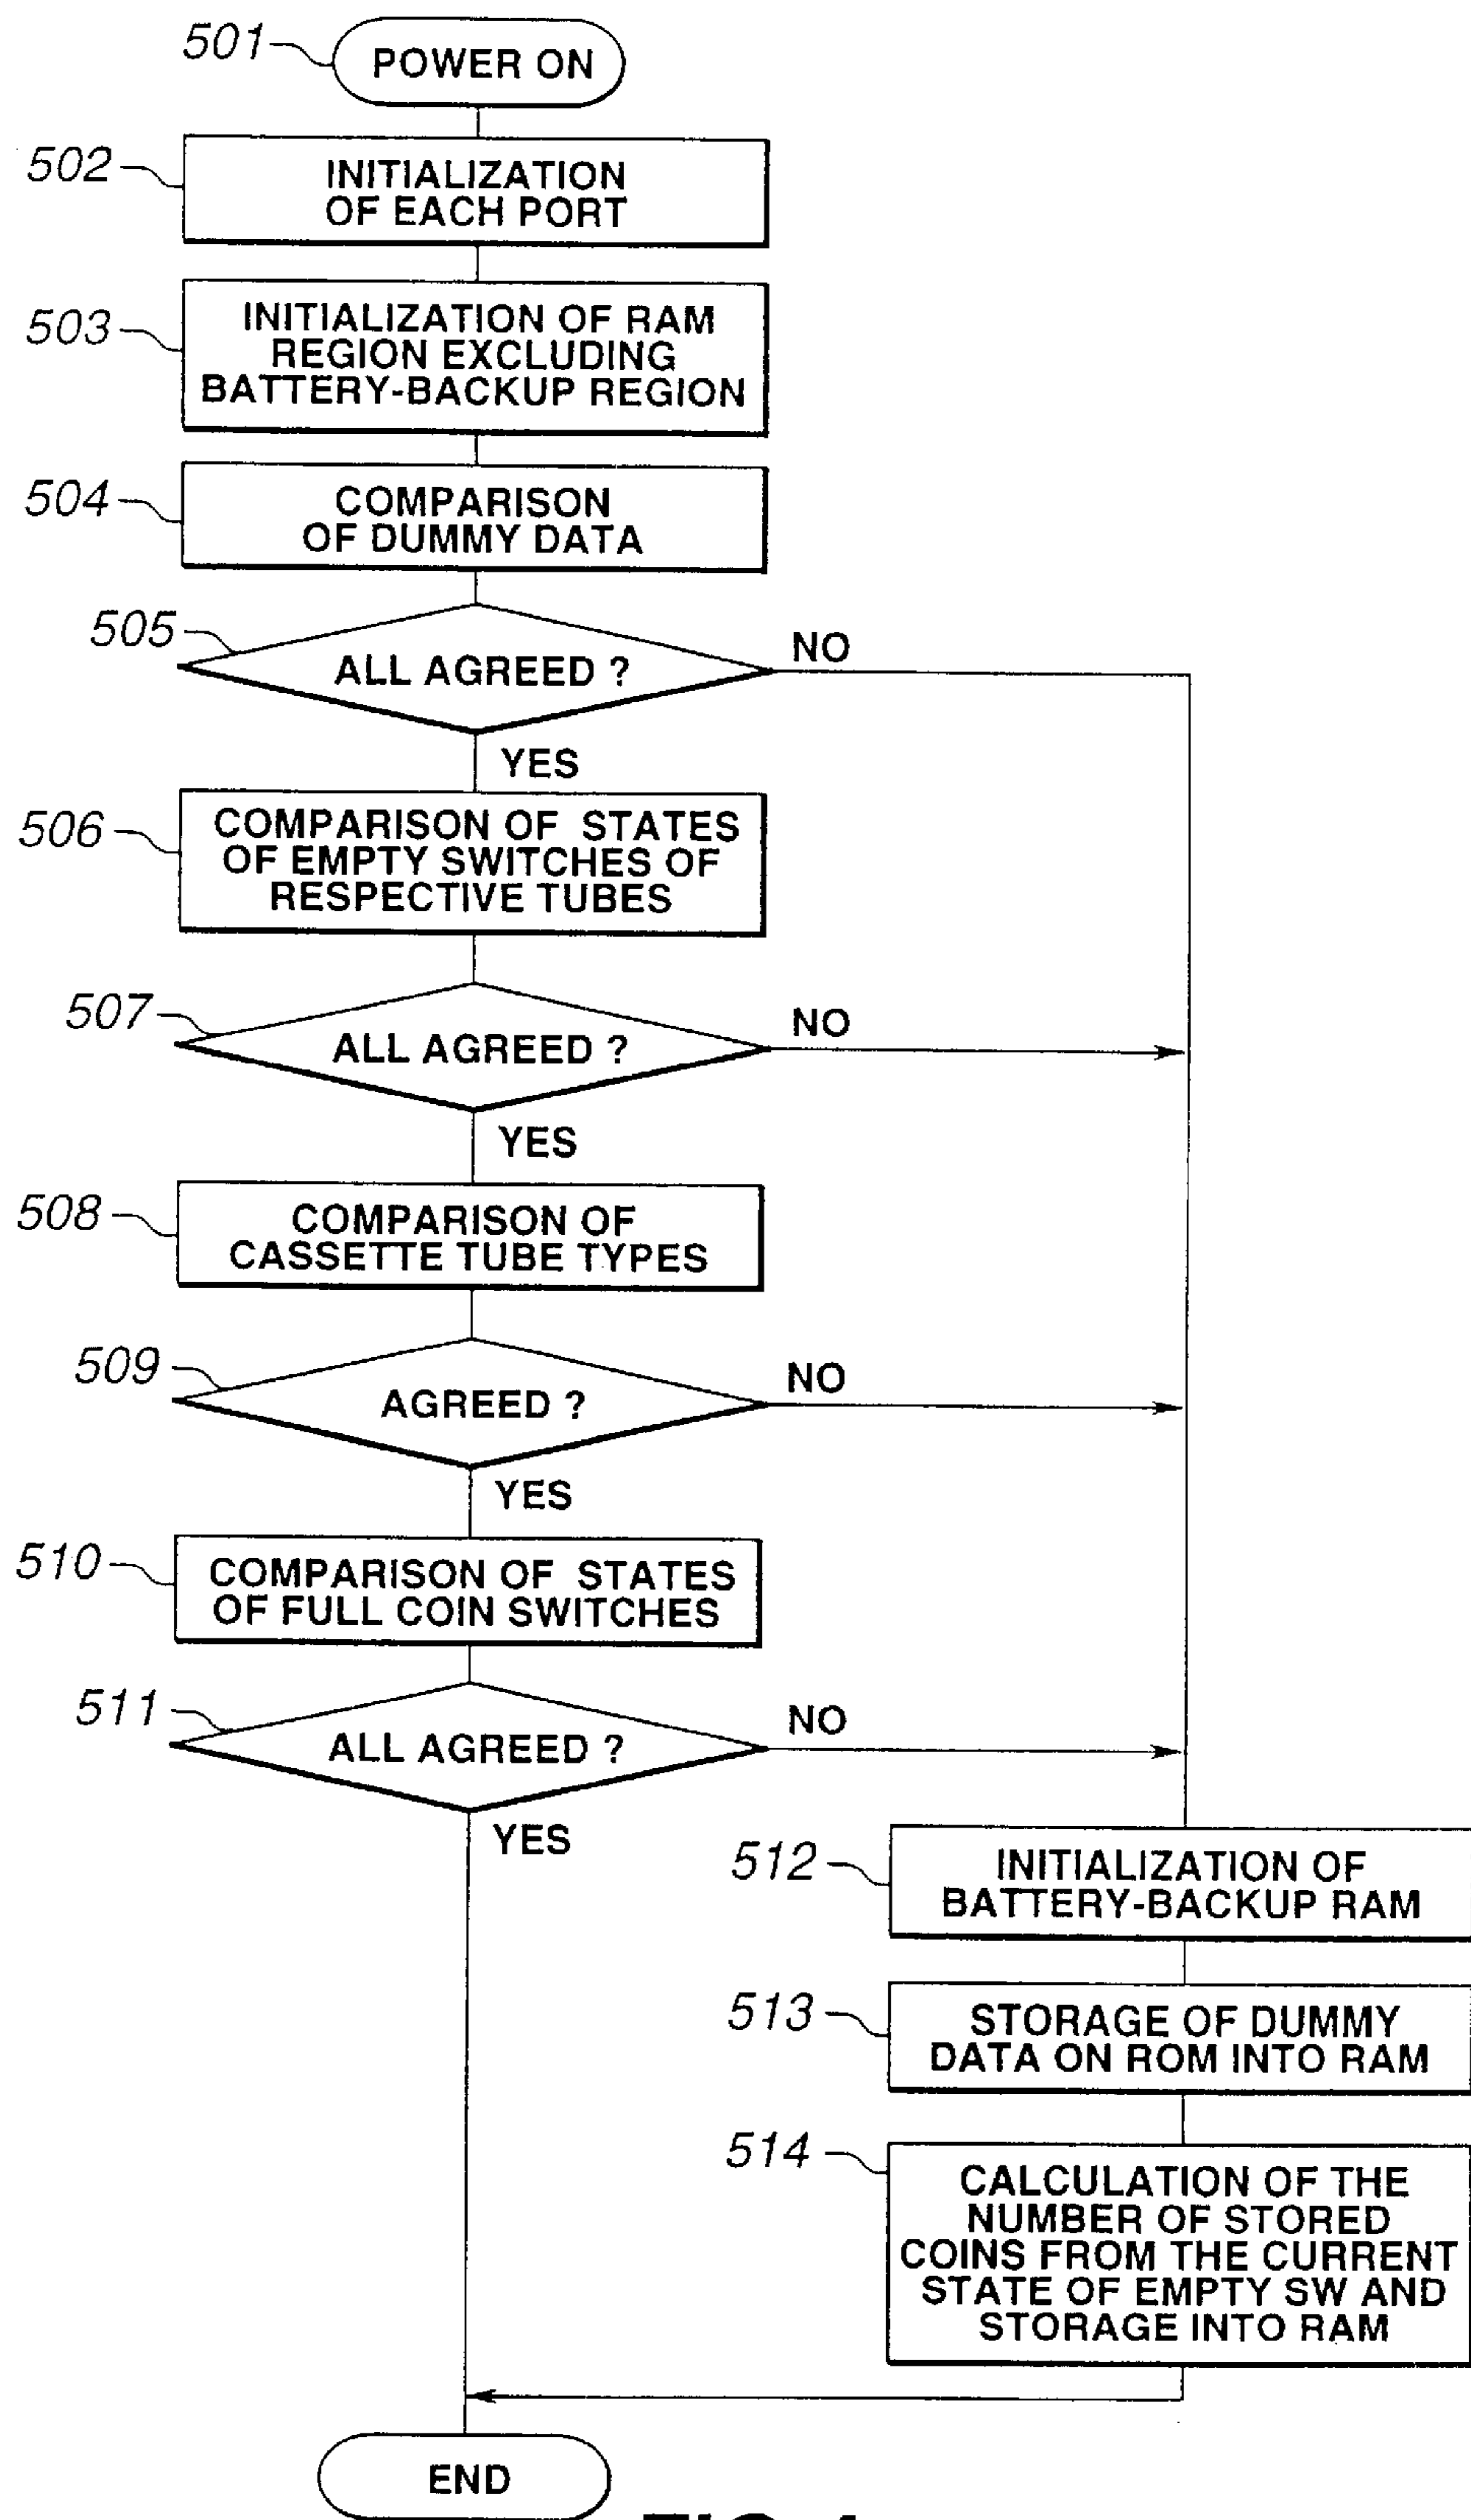 501
POWER ON
502
INITIALIZATION
OF EACH PORT
503
INITIALIZATION OF RAM
REGION EXCLUDING
BATTERY-BACKUP REGION
504
COMPARISON
OF DUMMY DATA
505
ALL AGREED ?
NO
YES
506
COMPARISON OF STATES
OF EMPTY SWITCHES OF
RESPECTIVE TUBES
507
ALL AGREED ?
NO
YES
508
COMPARISON OF
CASSETTE TUBE TYPES
509
AGREED ?
NO
YES
510
COMPARISON OF STATES
OF FULL COIN SWITCHES
511
ALL AGREED ?
NO
YES
512
INITIALIZATION OF
BATTERY-BACKUP RAM
513
STORAGE OF DUMMY
DATA ON ROM INTO RAM
514
CALCULATION OF THE
NUMBER OF STORED
COINS FROM THE CURRENT
STATE OF EMPTY SW AND
STORAGE INTO RAM
END